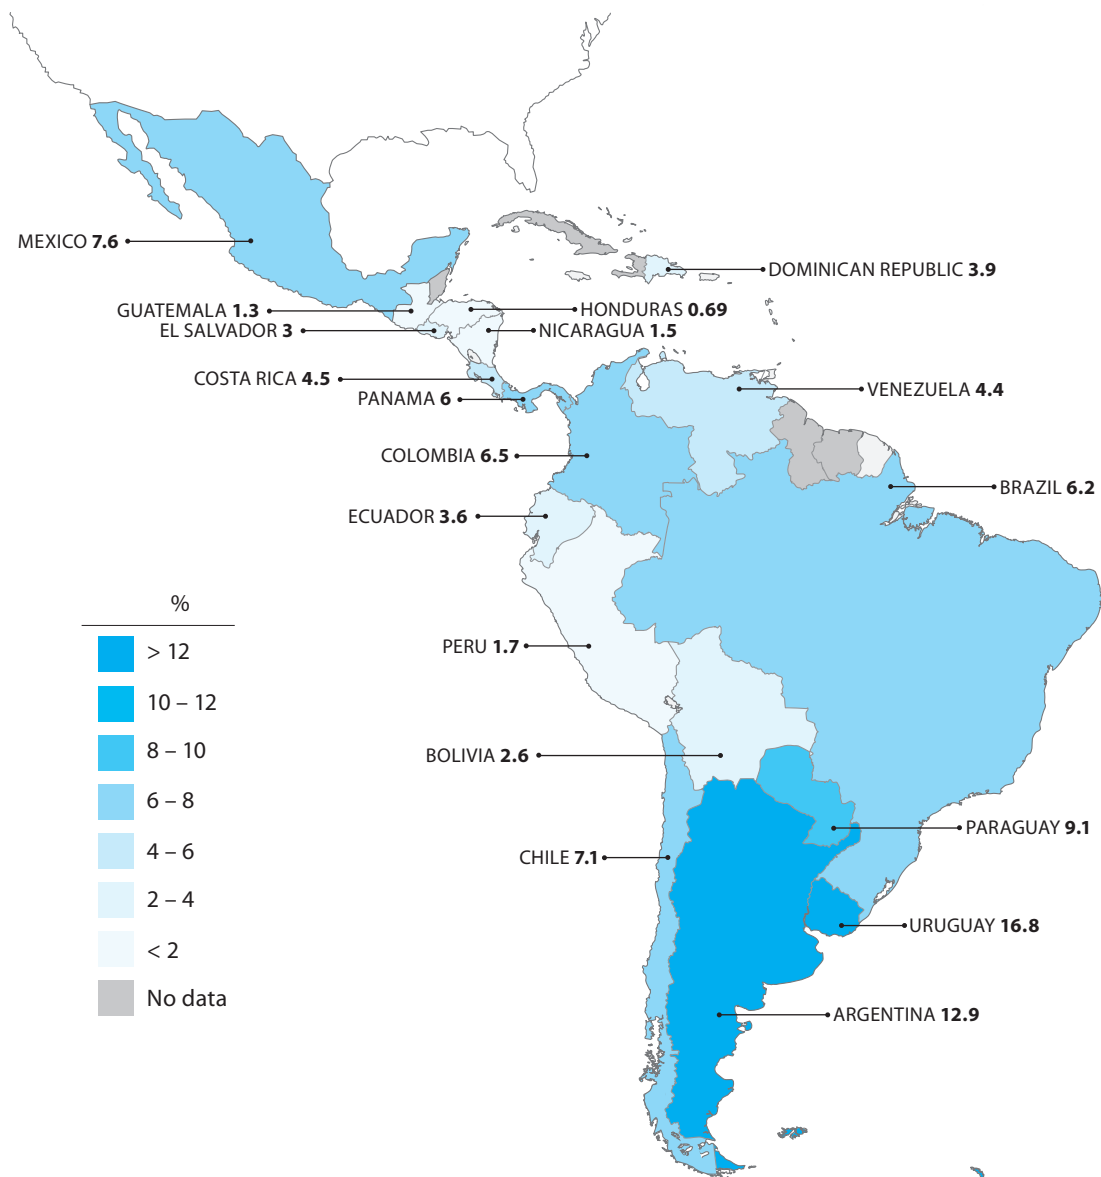 MEXICO 7.6
DOMINICAN REPUBLIC 3.9
GUATEMALA 1.3
HONDURAS 0.69
EL SALVADOR 3
NICARAGUA 1.5
COSTA RICA 4.5
VENEZUELA 4.4
PANAMA 6
COLOMBIA 6.5
BRAZIL 6.2
ECUADOR 3.6
PERU 1.7
BOLIVIA 2.6
PARAGUAY 9.1
CHILE 7.1
URUGUAY 16.8
ARGENTINA 12.9
%
> 12
10 – 12
8 – 10
6 – 8
4 – 6
2 – 4
< 2
No data